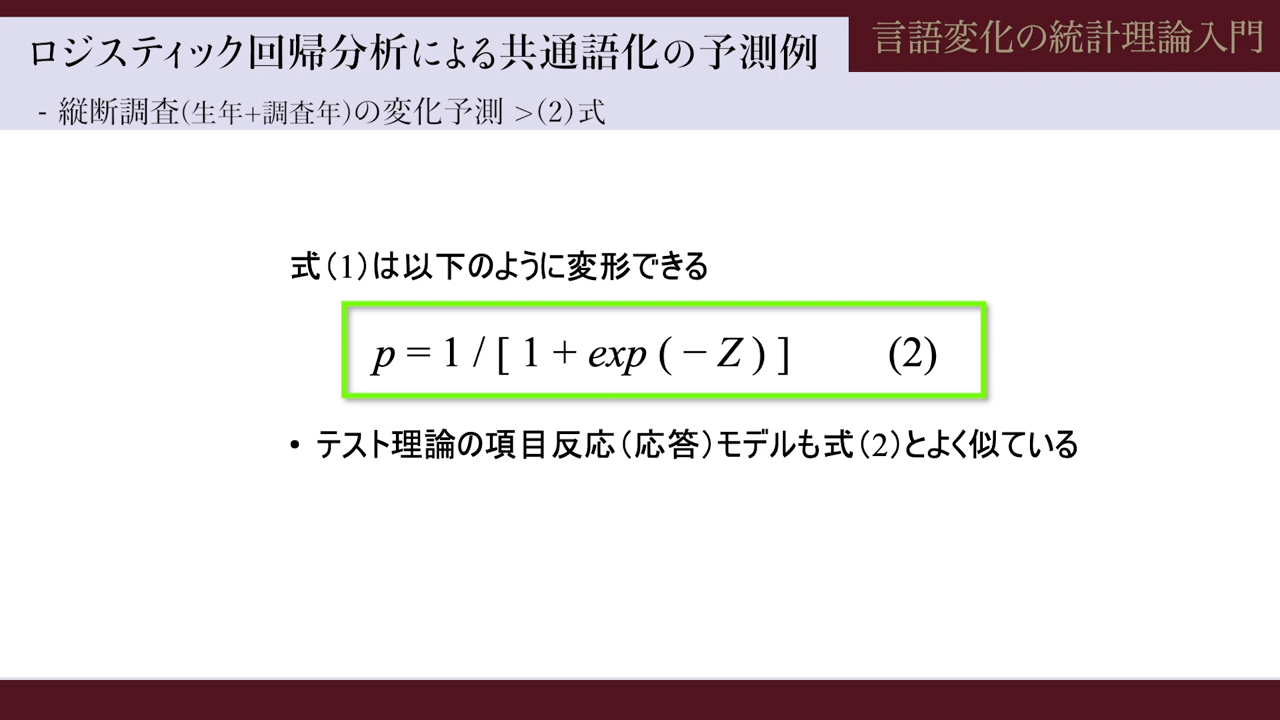 ロジスティック回帰分析による共通語化の予測例
言語変化の統計理論入門
- 縦断調査(生年+調査年)の変化予測 >(2)式
式(1)は以下のように変形できる
p = 1 / [ 1 + exp ( − Z ) ] (2)
• テスト理論の項目反応(応答)モデルも式(2)とよく似ている